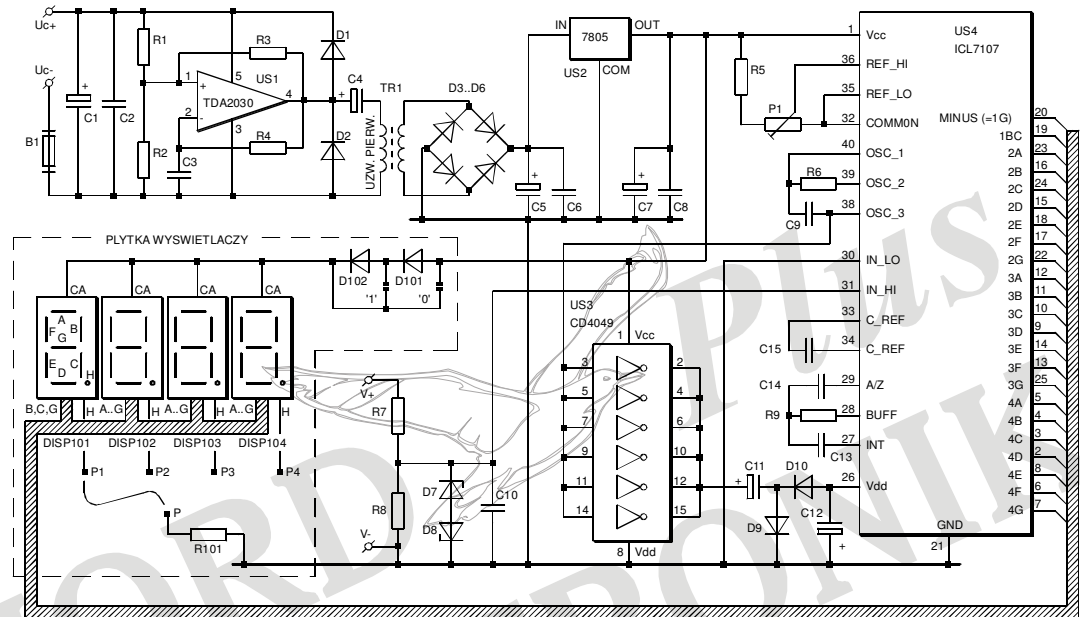 Uc+
Uc-
B1
C1
C2
R1
R2
1
2
+
-
TDA2030
US1
5
4
3
R3
R4
C3
D1
D2
+
C4
UZW. PIERW.
TR1
D3..D6
IN
OUT
7805
US2
COM
+
C5
C6
+
C7
C8
R5
P1
R6
C9
US4
ICL7107
1
Vcc
36
REF_HI
35
REF_LO
32
COMM0N
40
OSC_1
39
OSC_2
38
OSC_3
30
IN_LO
31
IN_HI
33
C_REF
34
C_REF
C15
29
A/Z
C14
28
BUFF
R9
27
INT
C13
26
Vdd
GND
21
MINUS (=1G)
20
1BC
19
2A
23
2B
16
2C
24
2D
15
2E
18
2F
17
2G
22
3A
12
3B
11
3C
10
3D
9
3E
14
3F
13
3G
25
4A
5
4B
4
4C
3
4D
2
4E
8
4F
6
4G
7
PLYTKA WYSWIETLACZY
CA
CA
CA
CA
A
F
B
G
E
D
C
H
B,C,G
H
A..G
H
A..G
H
A..G
H
DISP101
DISP102
DISP103
DISP104
P1
P2
P3
P4
P
R101
D102
D101
'1'
'0'
V+
R7
R8
V-
D7
D8
C10
US3
CD4049
1
Vcc
3
2
5
4
7
6
9
10
11
12
14
15
8
Vdd
+
C11
D10
D9
C12
+
Plus